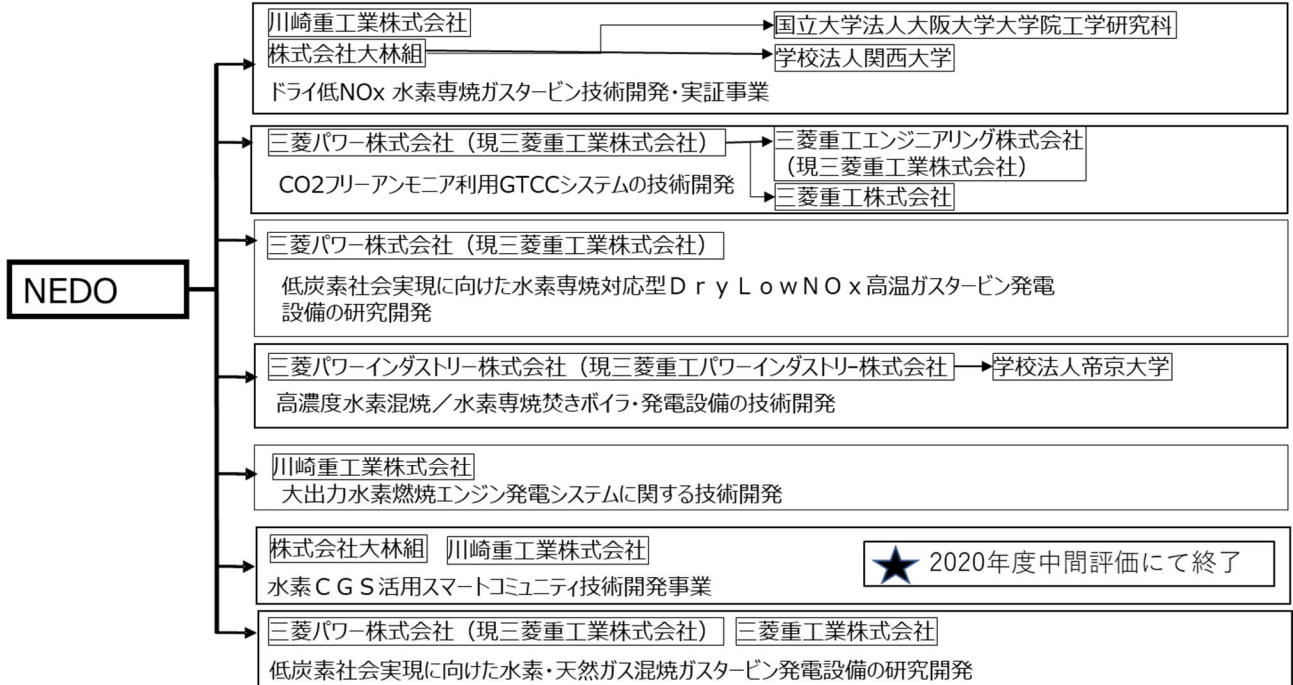 NEDO
川崎重工業株式会社
株式会社大林組
国立大学法人大阪大学大学院工学研究科
学校法人関西大学
ドライ低NOx 水素専焼ガスタービン技術開発・実証事業
三菱パワー株式会社（現三菱重工業株式会社）
三菱重工エンジニアリング株式会社
（現三菱重工業株式会社）
三菱重工株式会社
CO2フリーアンモニア利用GTCCシステムの技術開発
三菱パワー株式会社（現三菱重工業株式会社）
低炭素社会実現に向けた水素専焼対応型ＤｒｙＬｏｗＮＯｘ高温ガスタービン発電
設備の研究開発
三菱パワーインダストリー株式会社（現三菱重工パワーインダストリー株式会社
学校法人帝京大学
高濃度水素混焼／水素専焼焚きボイラ・発電設備の技術開発
川崎重工業株式会社
大出力水素燃焼エンジン発電システムに関する技術開発
株式会社大林組 川崎重工業株式会社
★ 2020年度中間評価にて終了
水素ＣＧＳ活用スマートコミュニティ技術開発事業
三菱パワー株式会社（現三菱重工業株式会社） 三菱重工業株式会社
低炭素社会実現に向けた水素・天然ガス混焼ガスタービン発電設備の研究開発